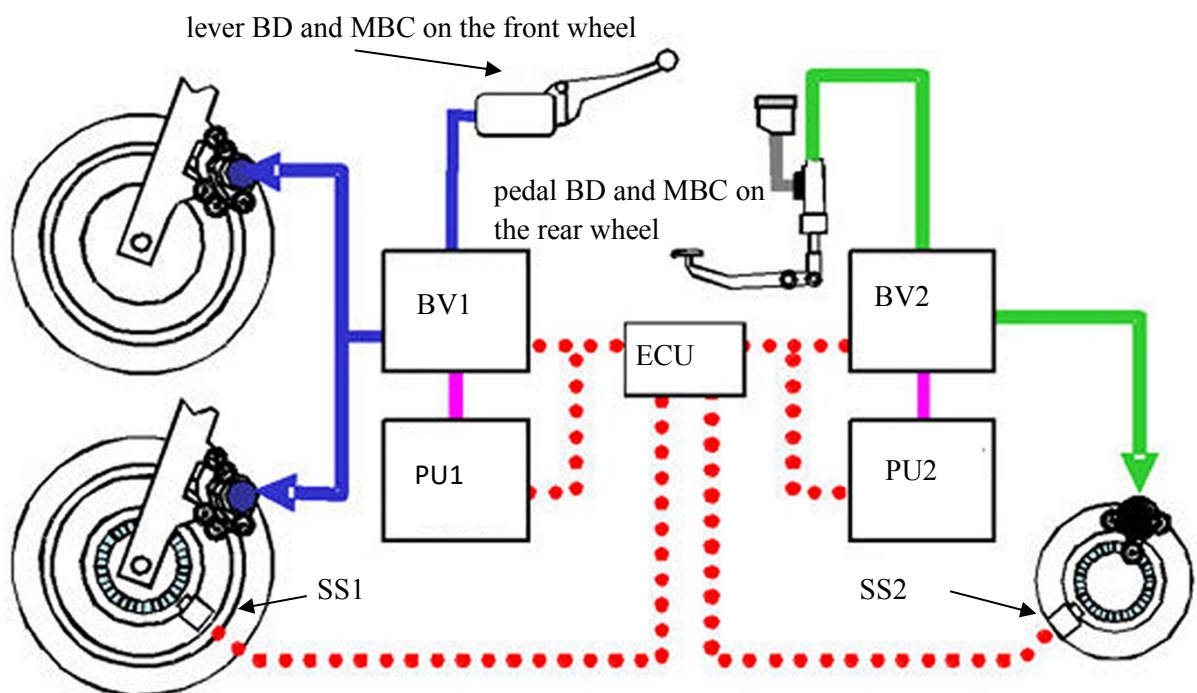 lever BD and MBC on the front wheel
pedal BD and MBC on
the rear wheel
BV1
BV2
ECU
PU1
PU2
SS1
SS2